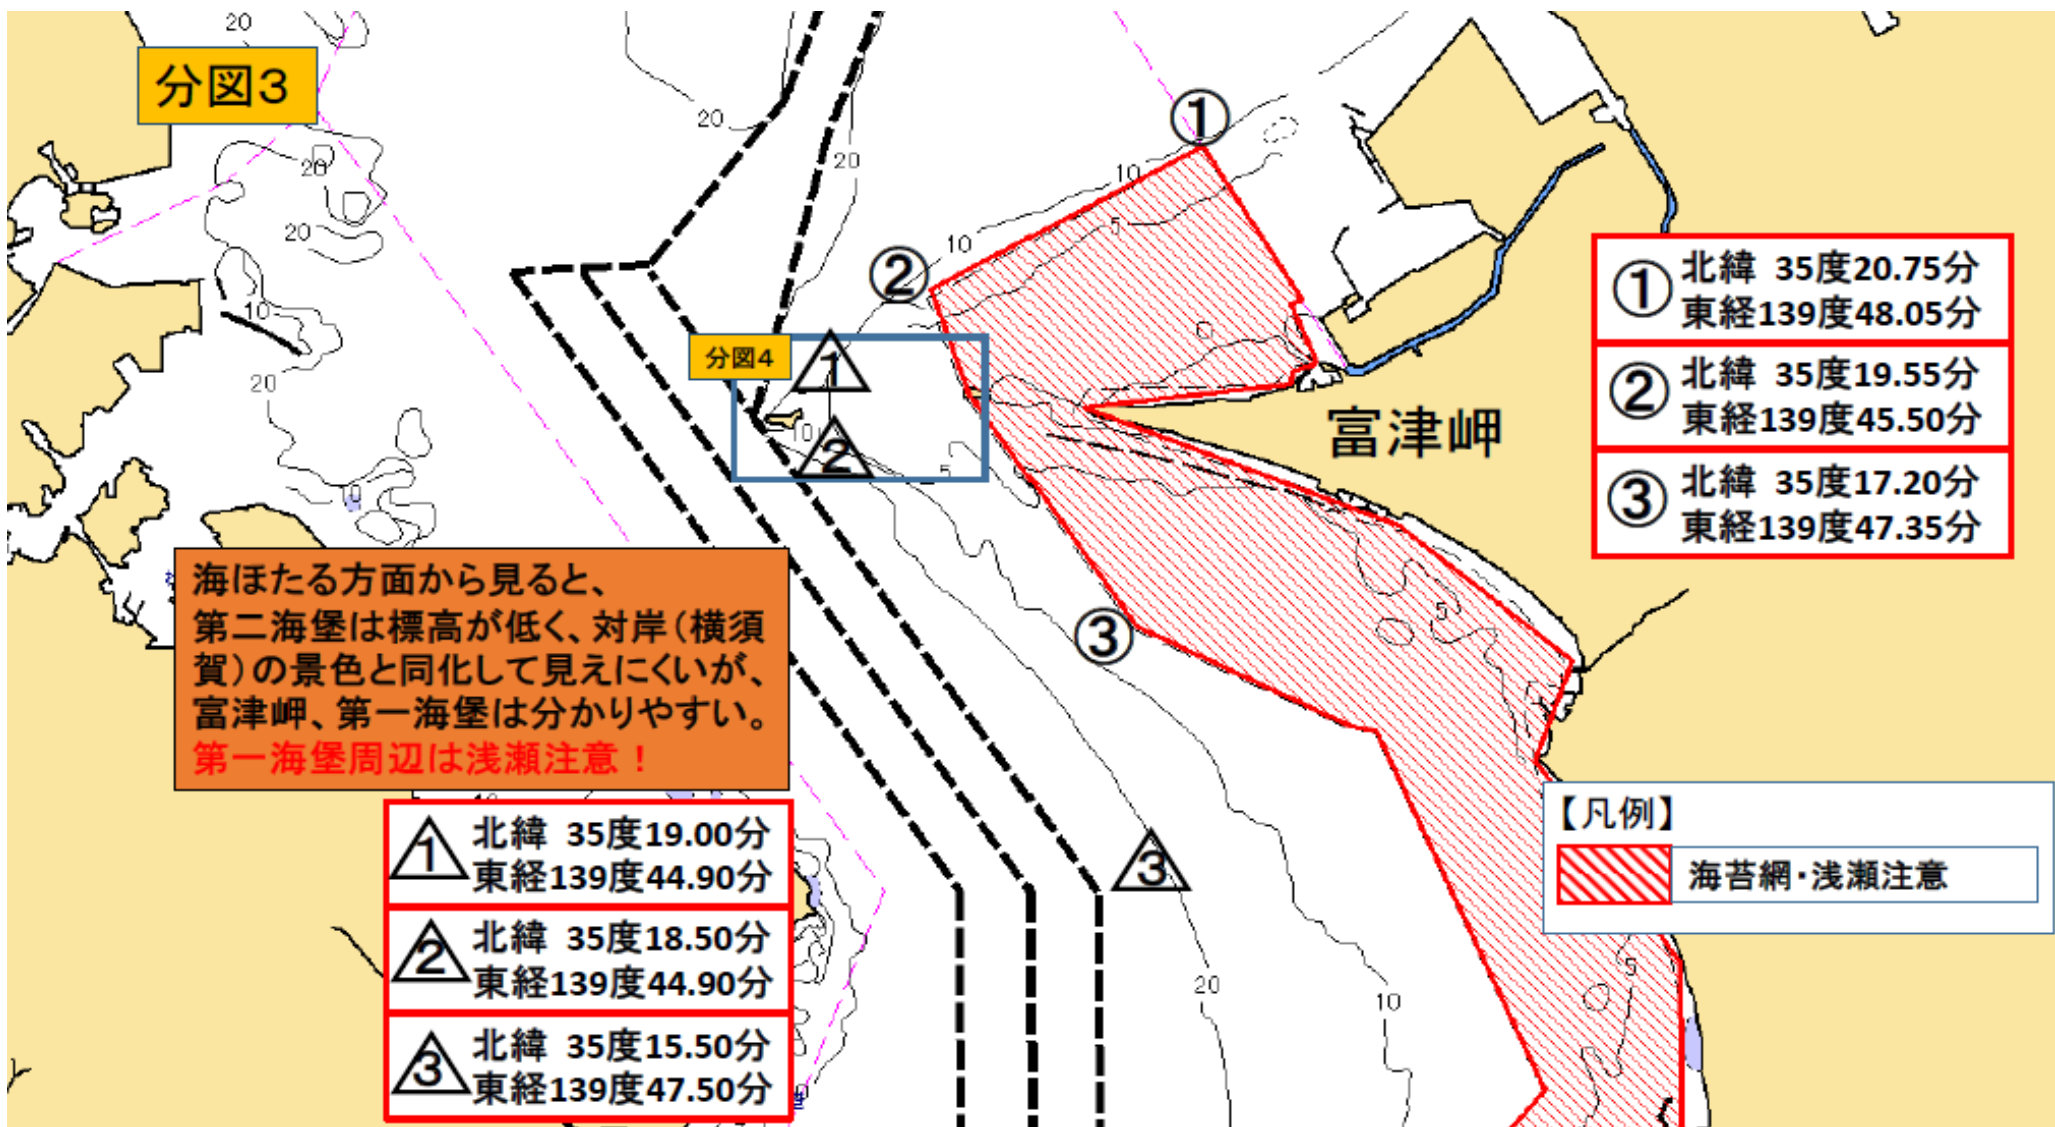 分図3
20
20
20
20
10
20
20
20
10
10
5
①
②
分図4
△1
10
△2
5
富津岬
① 北緯 35度20.75分
東経139度48.05分
② 北緯 35度19.55分
東経139度45.50分
③ 北緯 35度17.20分
東経139度47.35分
海ほたる方面から見ると、
第二海堡は標高が低く、対岸（横須
賀）の景色と同化して見えにくいが、
富津岬、第一海堡は分かりやすい。
第一海堡周辺は浅瀬注意！
③
5
△1 北緯 35度19.00分
東経139度44.90分
△2 北緯 35度18.50分
東経139度44.90分
△3 北緯 35度15.50分
東経139度47.50分
△3
20
10
【凡例】
海苔網・浅瀬注意
5